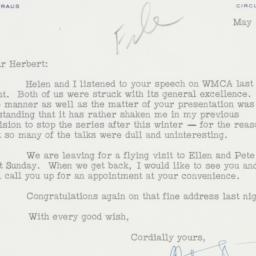 RAUS
CIRCL
File
May
r Herbert:
Helen and I listened to your speech on WMCA last
nt. Both of us were struck with its general excellence.
manner as well as the matter of your presentation was
standing that it has rather shaken me in my previous
ision to stop the series after this winter - for the reaso
t so many of the talks were dull and uninteresting.
We are leaving for a flying visit to Ellen and Pete
t Sunday. When we get back, I would like to see you and
l call you up for an appointment at your convenience.
Congratulations again on that fine address last nig
With every good wish,
Cordially yours,